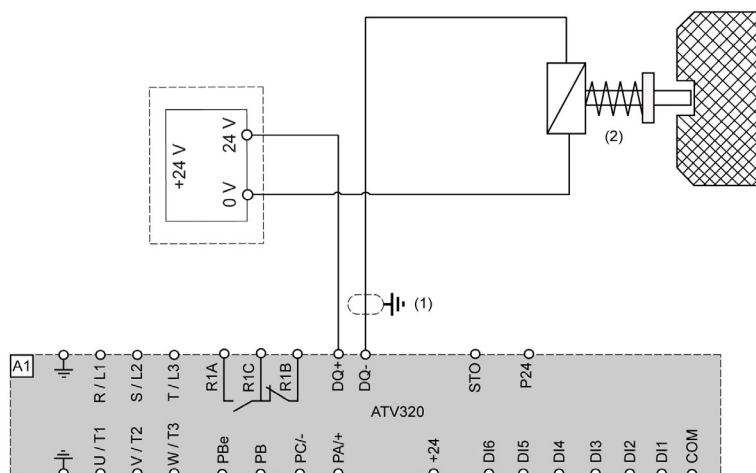 +24 V
24 V
0 V
(2)
(1)
A1
R / L1
S / L2
T / L3
R1A
R1C
R1B
DQ+
DQ-
STO
P24
ATV320
U / T1
V / T2
W / T3
PBe
PB
PC/-
PA/+
+24
DI6
DI5
DI4
DI3
DI2
DI1
COM